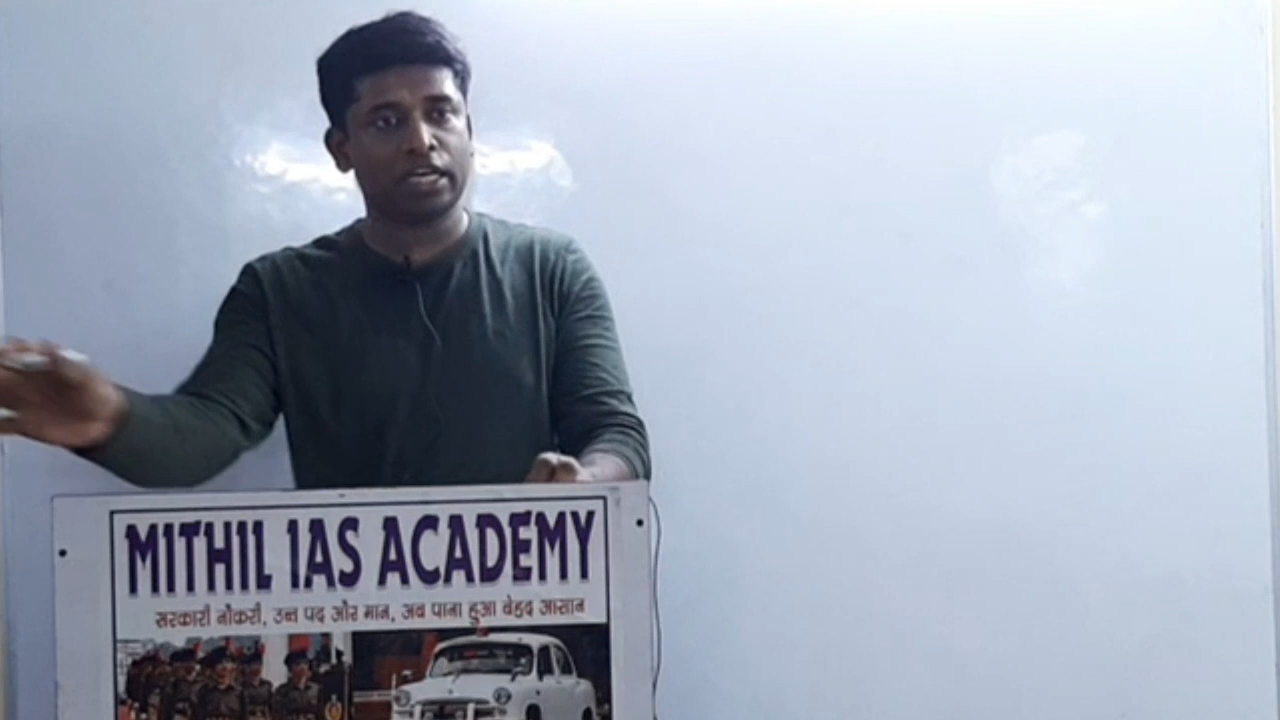 MITHIL IAS ACADEMY
सरकारी नौकरी, उच्च पद और मान, अब पाना हुआ बेहद आसान